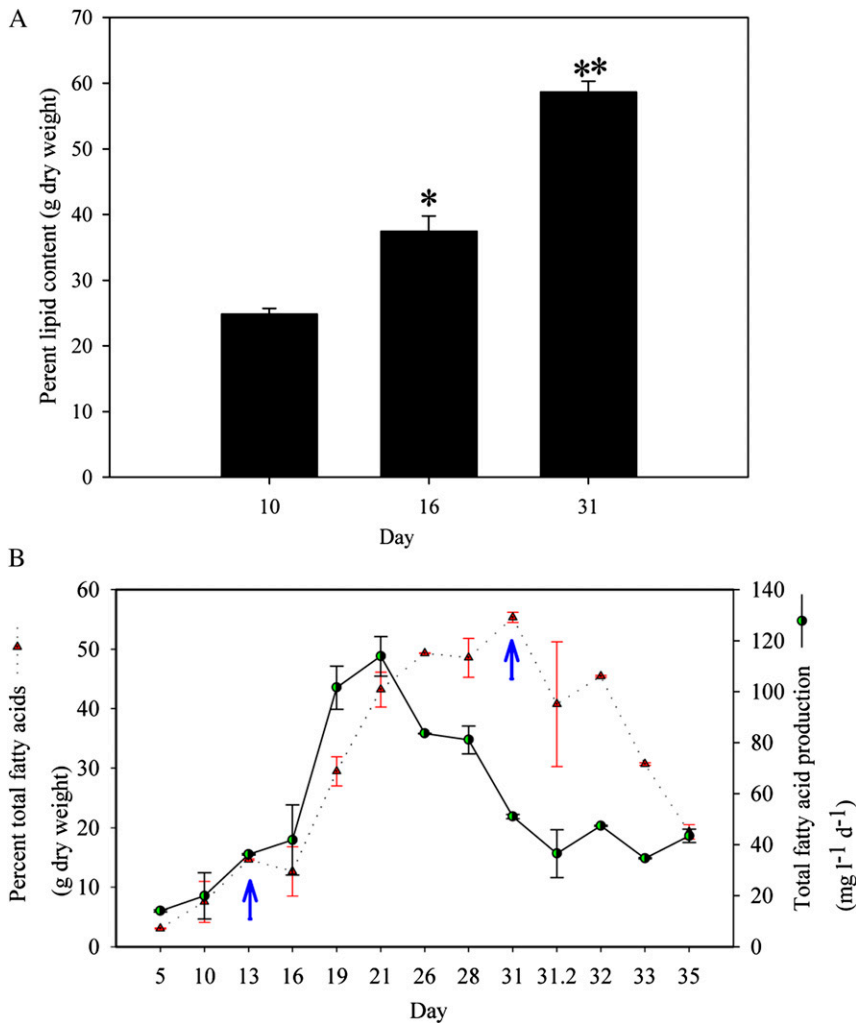 A
70
60
50
40
30
20
10
0
Perent lipid content (g dry weight)
*
**
10 16 31
Day
B
Percent total fatty acids
(g dry weight)
60
50
40
30
20
10
0
140
120
100
80
60
40
20
0
Total fatty acid production
(mg l-1 d-1)
5 10 13 16 19 21 26 28 31 31.2 32 33 35
Day